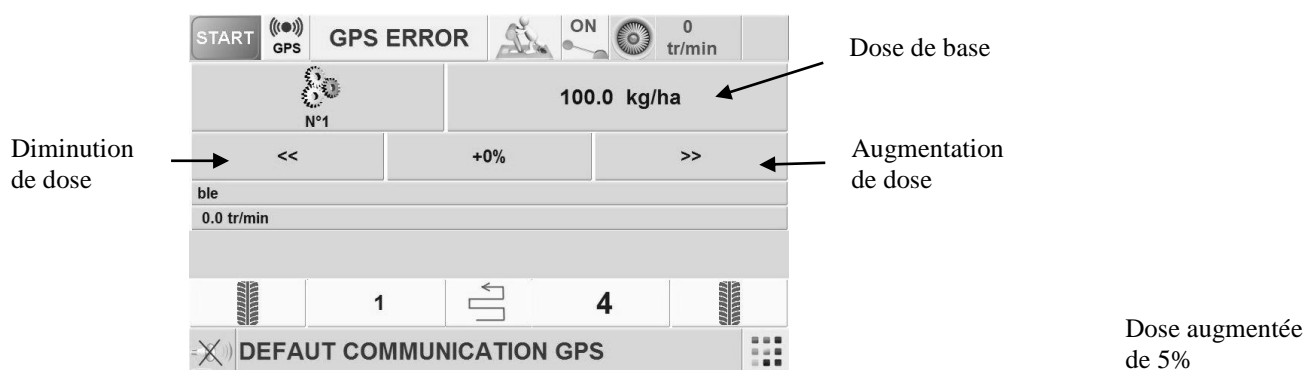 START GPS GPS ERROR ON 0 tr/min
Dose de base
N°1 100.0 kg/ha
Diminution
de dose
<< +0% >>
Augmentation
de dose
ble
0.0 tr/min
1 4
DEFAUT COMMUNICATION GPS
Dose augmentée
de 5%